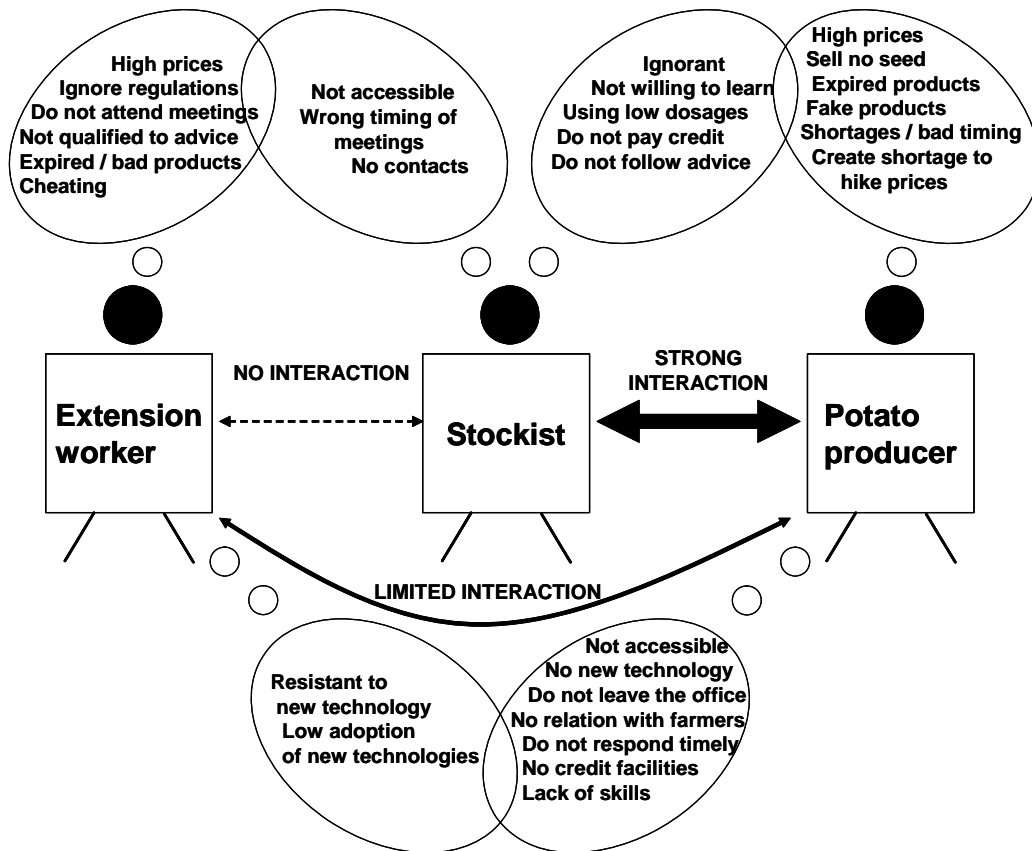 High prices
Ignore regulations
Do not attend meetings
Not qualified to advice
Expired / bad products
Cheating
Not accessible
Wrong timing of
meetings
No contacts
Ignorant
Not willing to learn
Using low dosages
Do not pay credit
Do not follow advice
High prices
Sell no seed
Expired products
Fake products
Shortages / bad timing
Create shortage to
hike prices
Extension
worker
NO INTERACTION
Stockist
STRONG
INTERACTION
Potato
producer
LIMITED INTERACTION
Resistant to
new technology
Low adoption
of new technologies
Not accessible
No new technology
Do not leave the office
No relation with farmers
Do not respond timely
No credit facilities
Lack of skills